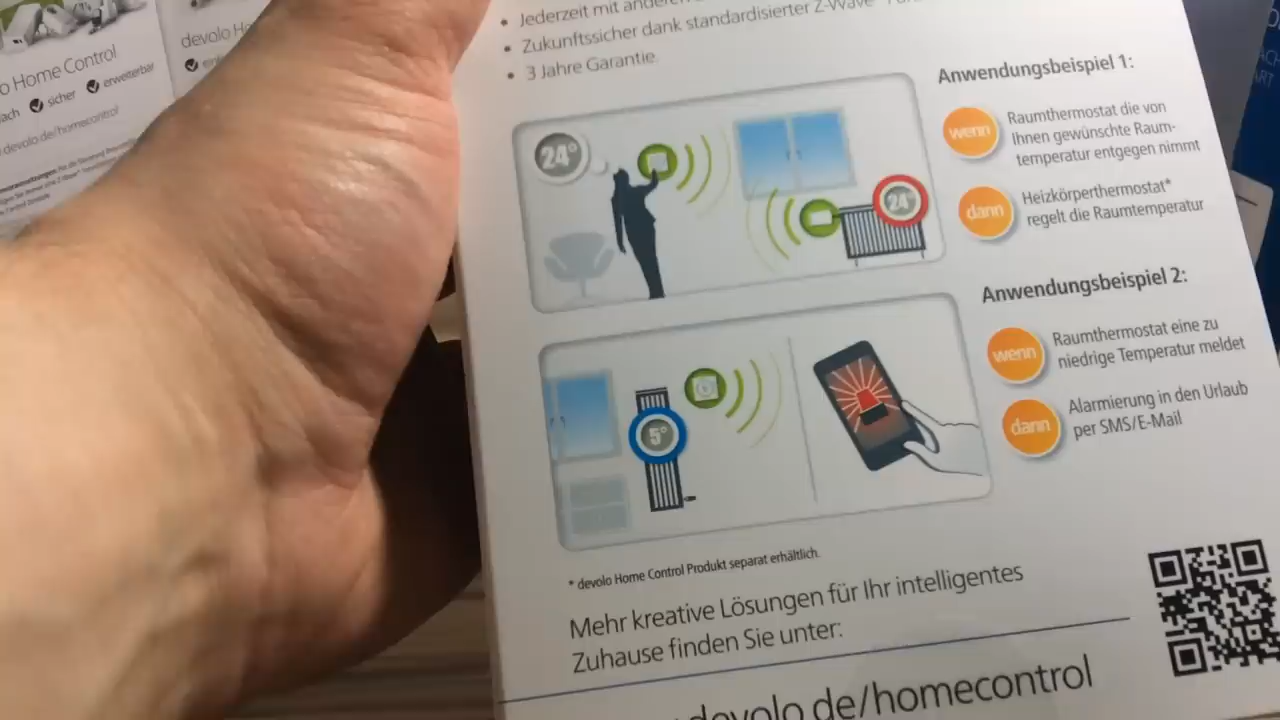 devolo Home Control
sicher
erweiterbar
devolo.de/homecontrol
devolo
• Jederzeit mit anderen
• Zukunftssicher dank standardisierter Z-Wave
• 3 Jahre Garantie
Anwendungsbeispiel 1:
24°
24°
wenn
Raumthermostat die von
Ihnen gewünschte Raum-
temperatur entgegen nimmt
dann
Heizkörperthermostat*
regelt die Raumtemperatur
Anwendungsbeispiel 2:
5°
wenn
Raumthermostat eine zu
niedrige Temperatur meldet
dann
Alarmierung in den Urlaub
per SMS/E-Mail
* devolo Home Control Produkt separat erhältlich.
Mehr kreative Lösungen für Ihr intelligentes
Zuhause finden Sie unter:
devolo.de/homecontrol